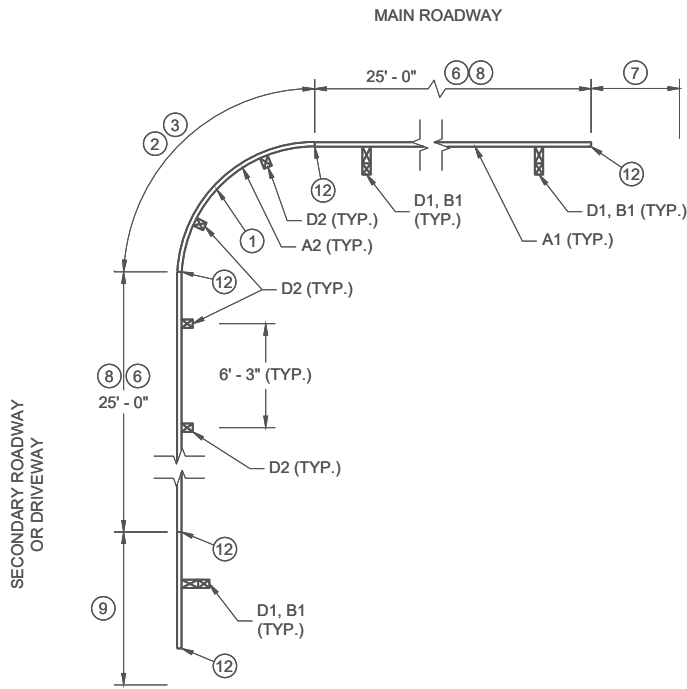 MAIN ROADWAY
25' - 0"
6
8
7
3
2
12
12
D1, B1
(TYP.)
D1, B1 (TYP.)
D2 (TYP.)
1
A2 (TYP.)
A1 (TYP.)
12
D2 (TYP.)
8
6
25' - 0"
6' - 3" (TYP.)
D2 (TYP.)
SECONDARY ROADWAY
OR DRIVEWAY
12
9
D1, B1
(TYP.)
12